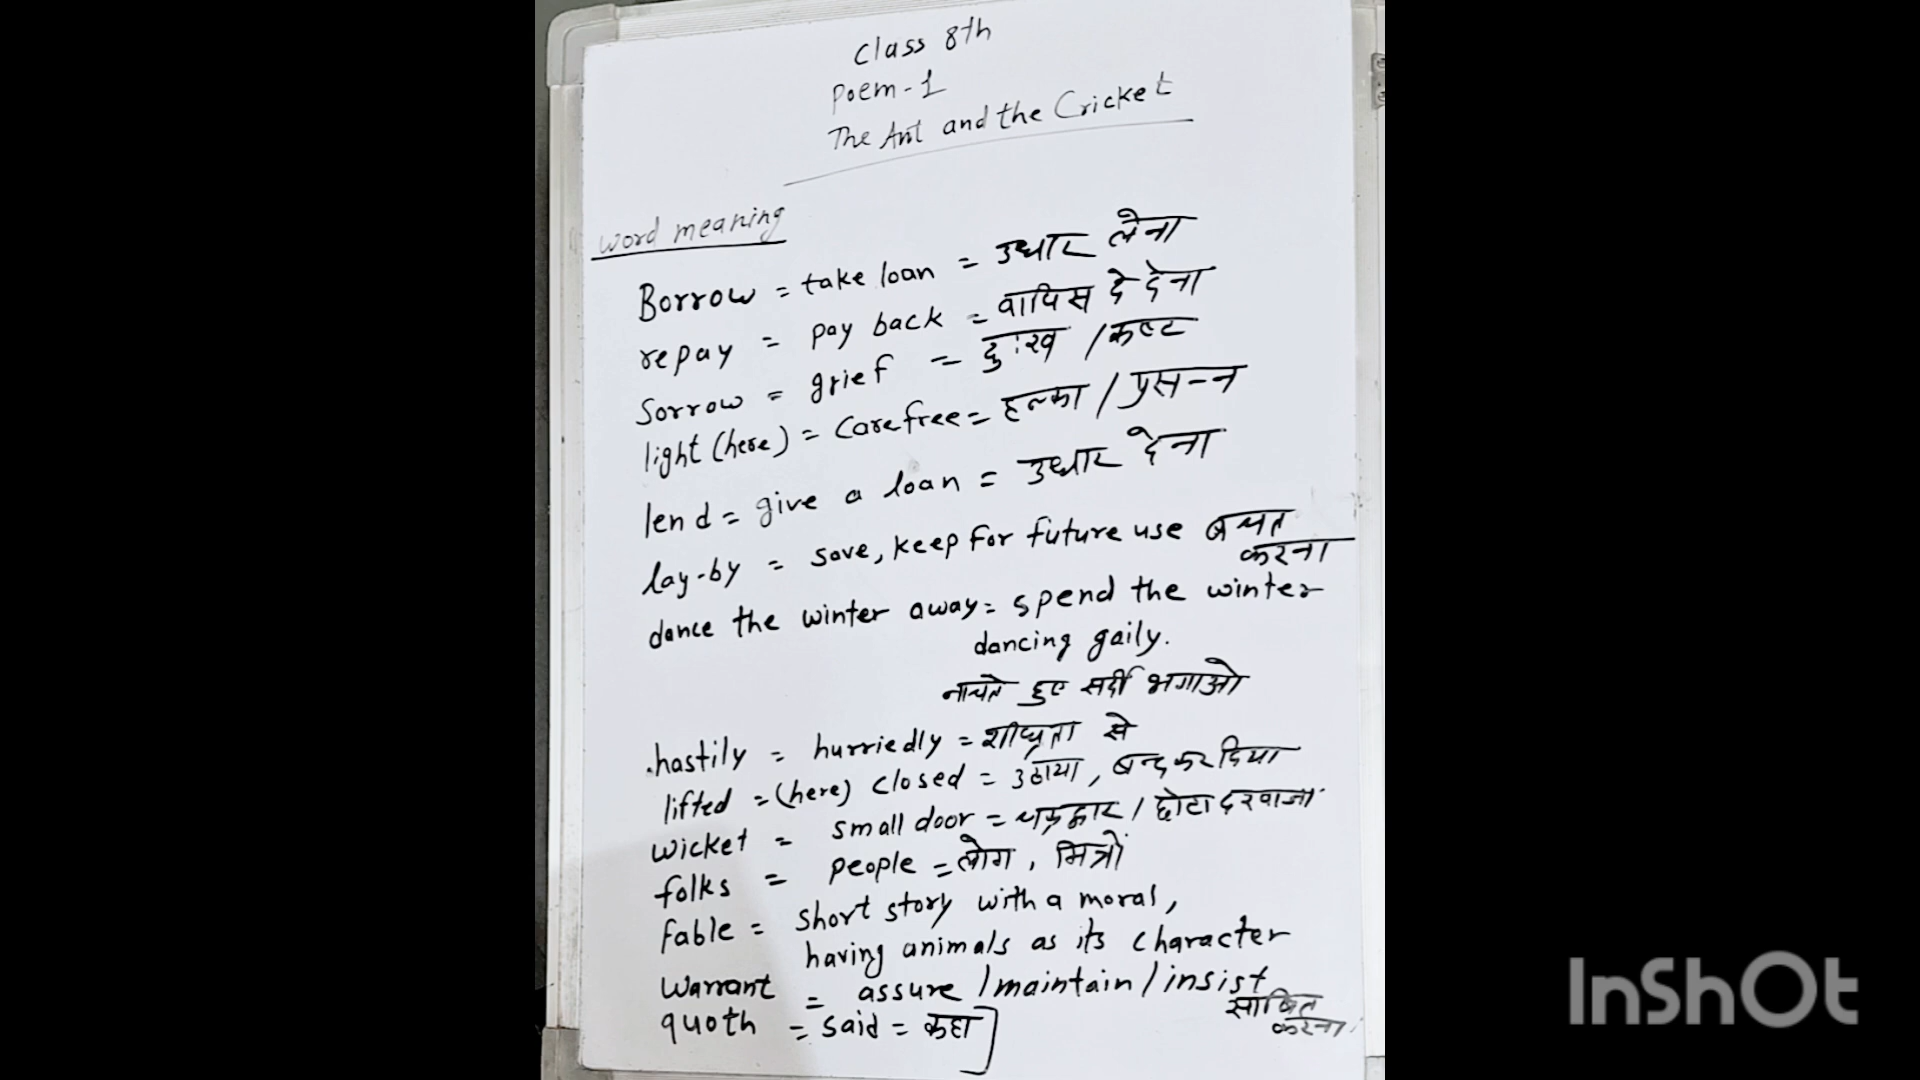 Class 8th
Poem-1
The Ant and the Cricket
word meaning
Borrow = take loan = उधार लेना
repay = pay back = वापिस दे देना
Sorrow = grief = दुःख / कष्ट
light (here) = Carefree = हल्का / प्रसन्न
lend = give a loan = उधार देना
lay-by = save, keep for future use बचत
करना
dance the winter away = spend the winter
dancing gaily.
नाचते हुए सर्दी भगाओ
hastily = hurriedly = शीघ्रता से
lifted = (here) closed = उठाया, बन्द कर दिया
wicket = small door = / छोटा दरवाजा
folks = people = लोग, मित्रों
fable = short story with a moral,
having animals as its character
warrant = assure / maintain / insist
साबित
करना
quoth = said = कहा
InShOt